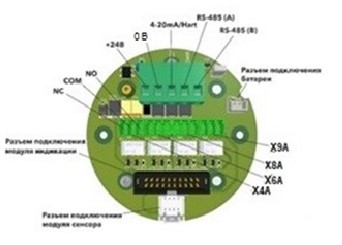 4-20mA/Hart
RS-485 (A)
0 В
RS-485 (B)
+24В
Разъем подключения
батареи
NO
COM
NC
X9A
Разъем подключения
модуля индикации
X8A
X6A
X4A
Разъем подключения
модуля-сенсора